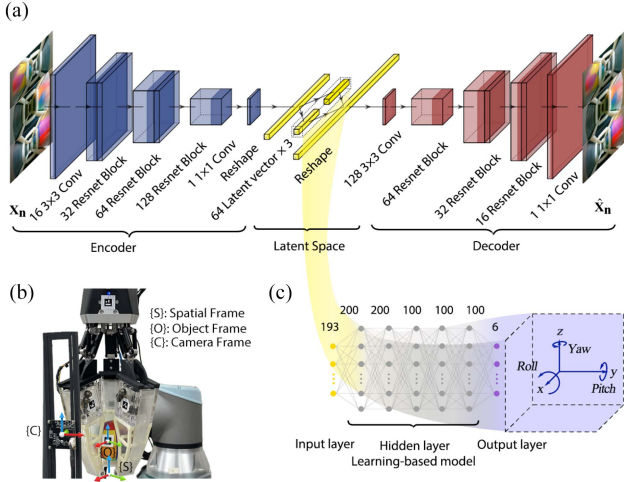 (a)
Xn
16 3×3 Conv
32 Resnet Block
64 Resnet Block
128 Resnet Block
1 1×1 Conv
Reshape
64 Latent vector × 3
Reshape
128 3×3 Conv
64 Resnet Block
32 Resnet Block
16 Resnet Block
1 1×1 Conv
X̂n
Encoder
Latent Space
Decoder
(b)
{S}: Spatial Frame
{O}: Object Frame
{C}: Camera Frame
{C}
{O}
{S}
(c)
200 200 100 100 100
193
6
z
Yaw
Roll
y
x
Pitch
Input layer
Hidden layer
Output layer
Learning-based model